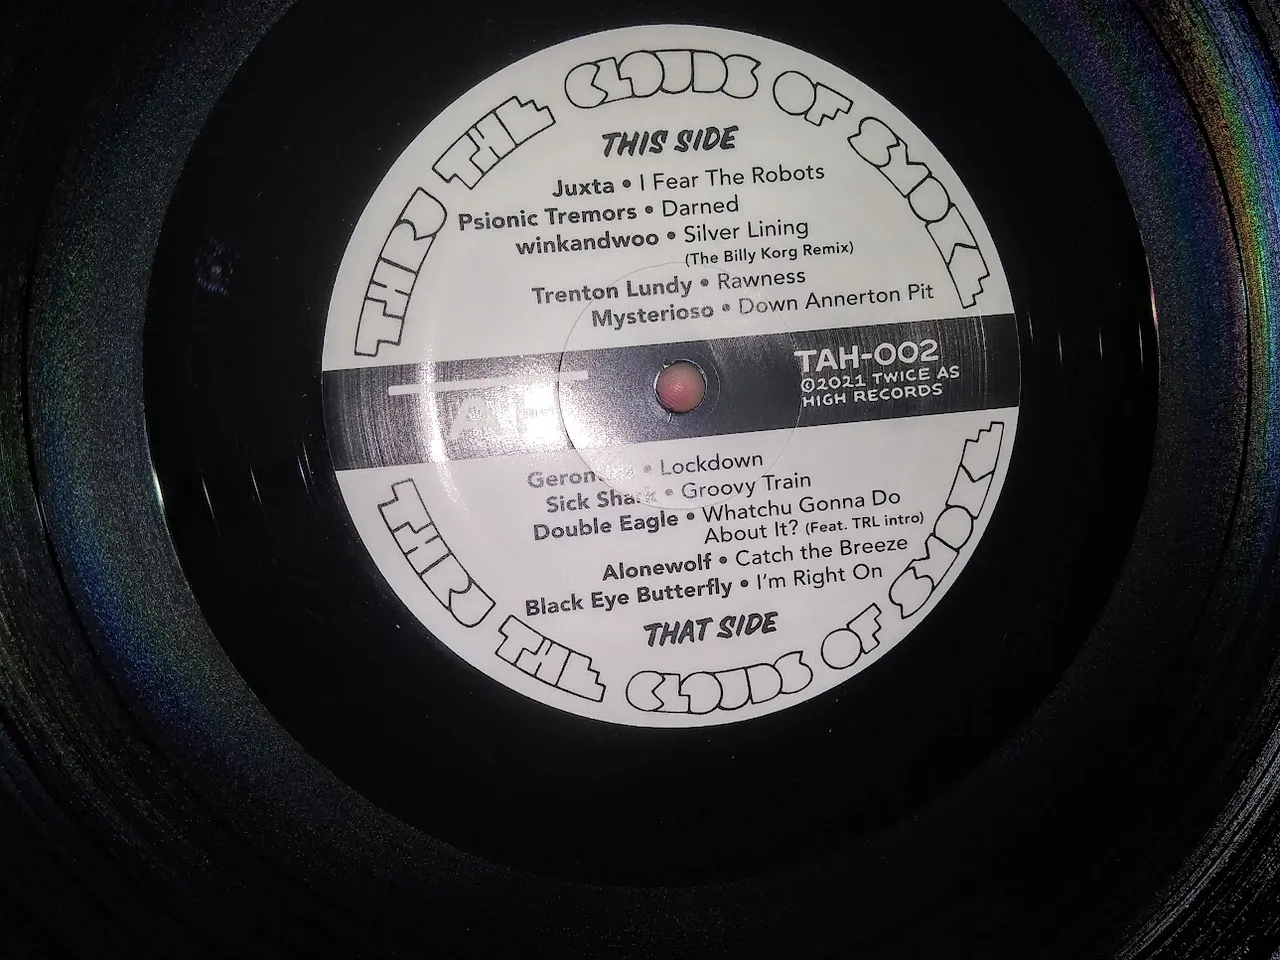 THRU THE CLOUDS OF SMOKE
THIS SIDE
Juxta • I Fear The Robots
Psionic Tremors • Darned
winkandwoo • Silver Lining
(The Billy Korg Remix)
Trenton Lundy • Rawness
Mysterioso • Down Annerton Pit
TAH-002
©2021 TWICE AS
HIGH RECORDS
• Lockdown
Sick Shark • Groovy Train
Double Eagle • Whatchu Gonna Do
About It? (Feat. TRL intro)
Alonewolf • Catch the Breeze
Black Eye Butterfly • I'm Right On
THAT SIDE
THRU THE CLOUDS OF SMOKE